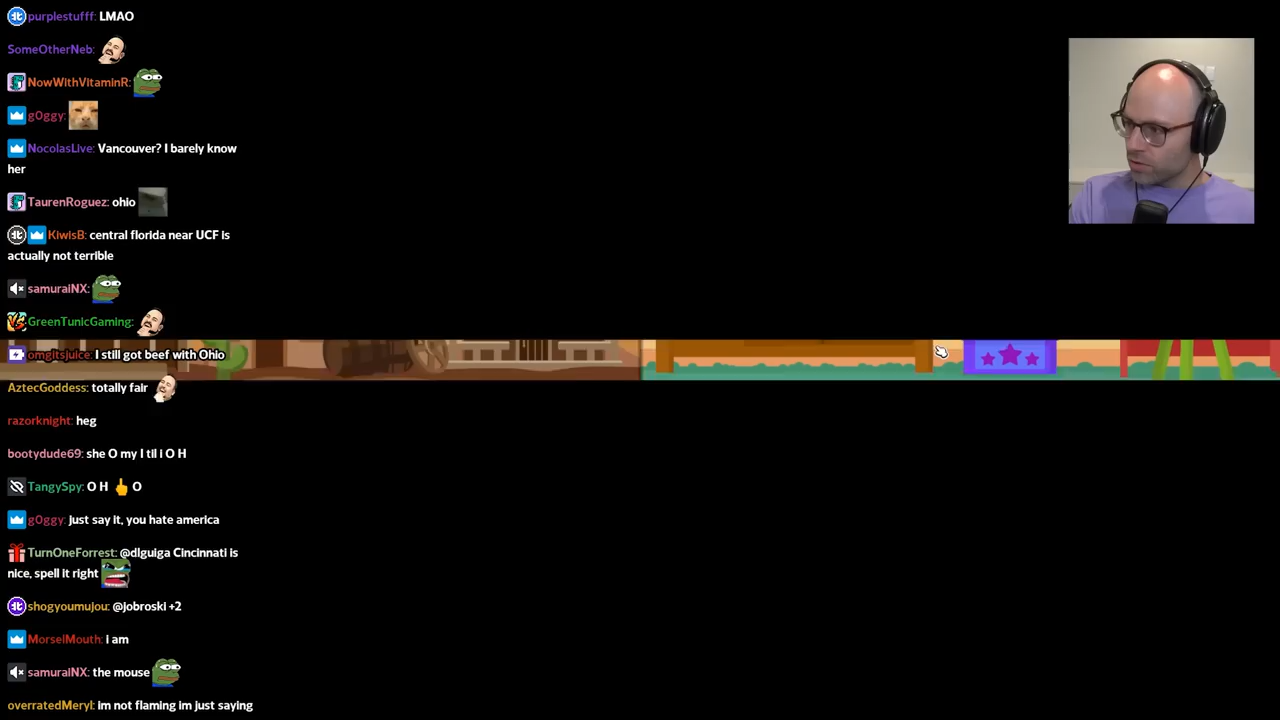 purplestufff: LMAO
SomeOtherNeb:
NowWithVitaminR:
g0ggy:
NocolasLive: Vancouver? I barely know
her
TaurenRoguez: ohio
KiwisB: central florida near UCF is
actually not terrible
samuraiNX:
GreenTunicGaming:
omgitsjuice: I still got beef with Ohio
AztecGoddess: totally fair
razorknight: heg
bootydude69: she O my I til i O H
TangySpy: O H 🖕 O
g0ggy: Just say it, you hate america
TurnOneForrest: @dlguiga Cincinnati is
nice, spell it right
shogyoumujou: @jobroski +2
MorselMouth: i am
samuraiNX: the mouse
overratedMeryl: im not flaming im just saying